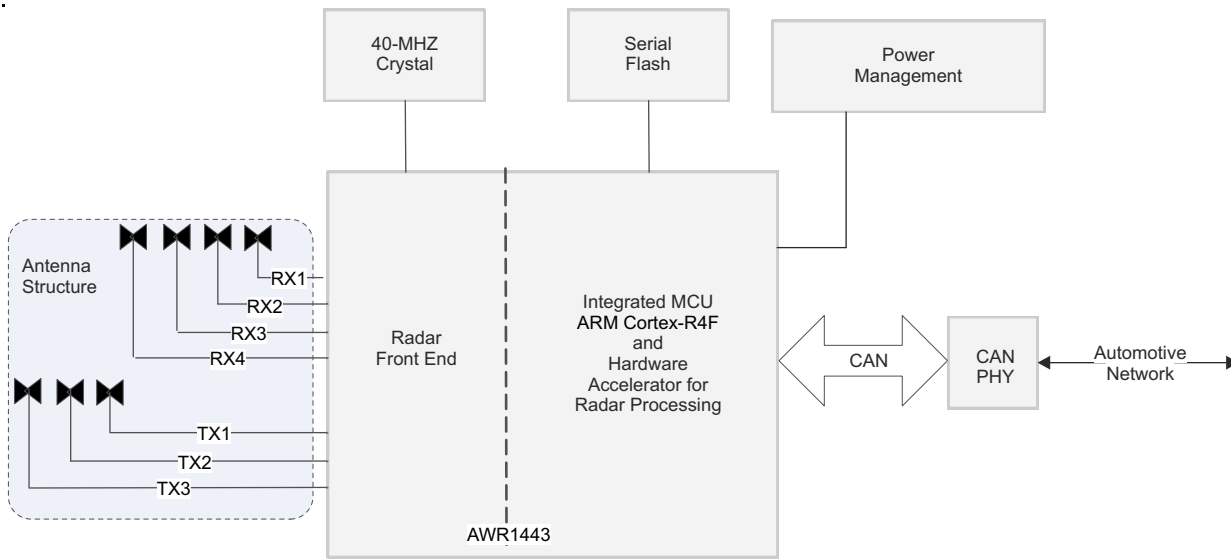 40-MHZ
Crystal
Serial
Flash
Power
Management
Antenna
Structure
RX1
RX2
RX3
RX4
TX1
TX2
TX3
Radar
Front End
Integrated MCU
ARM Cortex-R4F
and
Hardware
Accelerator for
Radar Processing
CAN
CAN
PHY
Automotive
Network
AWR1443